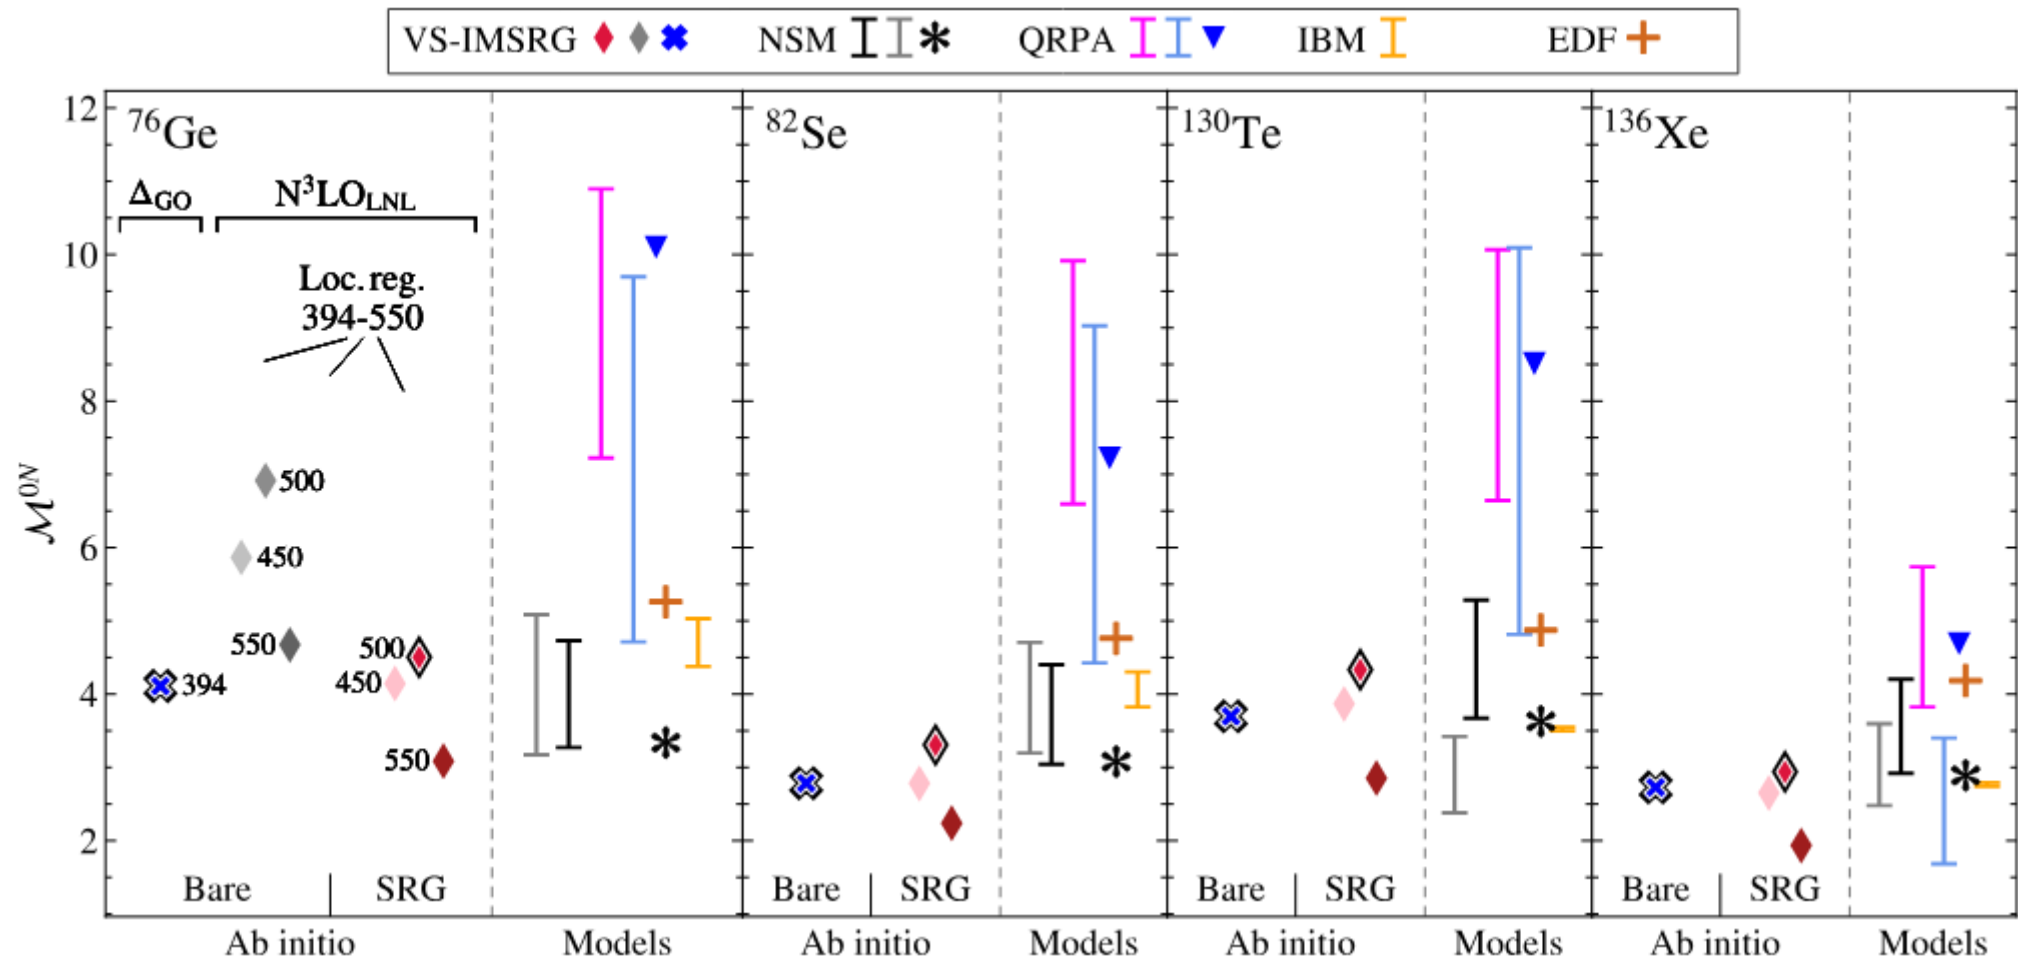 VS-IMSRG NSM QRPA IBM EDF
12
10
8
6
4
2
𝓜⁰ᴺ
⁷⁶Ge
Δ_GO N³LO_LNL
Loc. reg.
394-550
500
450
550
394
500
450
550
Bare SRG
Ab initio Models
⁸²Se
Bare SRG
Ab initio Models
¹³⁰Te
Bare SRG
Ab initio Models
¹³⁶Xe
Bare SRG
Ab initio Models